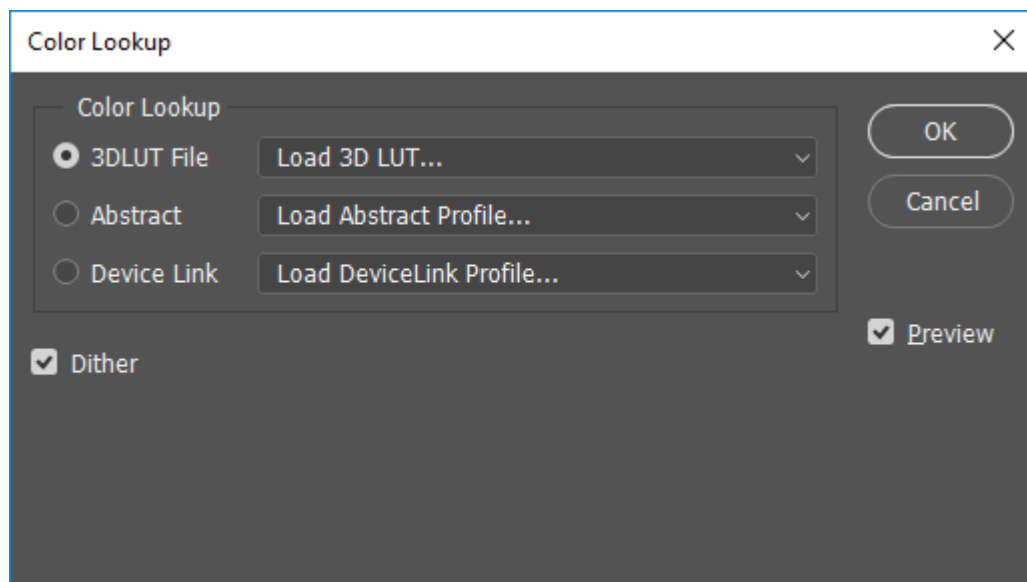 Color Lookup
Color Lookup
3DLUT File Load 3D LUT...
Abstract Load Abstract Profile...
Device Link Load DeviceLink Profile...
Dither
OK
Cancel
Preview